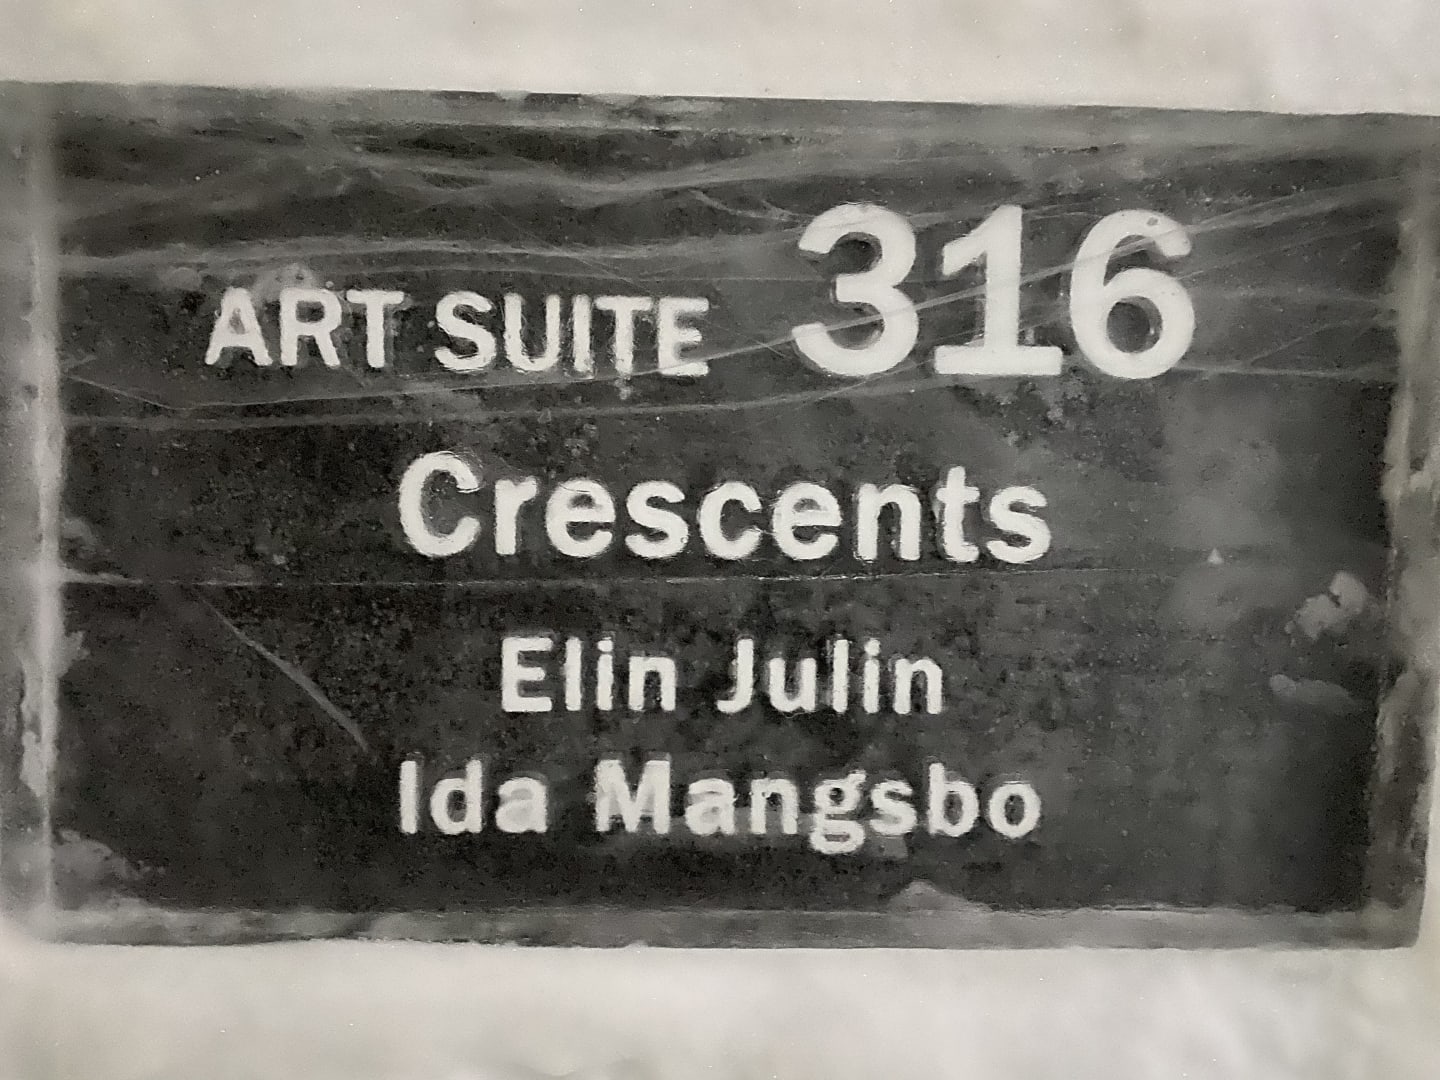 ART SUITE 316
Crescents
Elin Julin
Ida Mangsbo